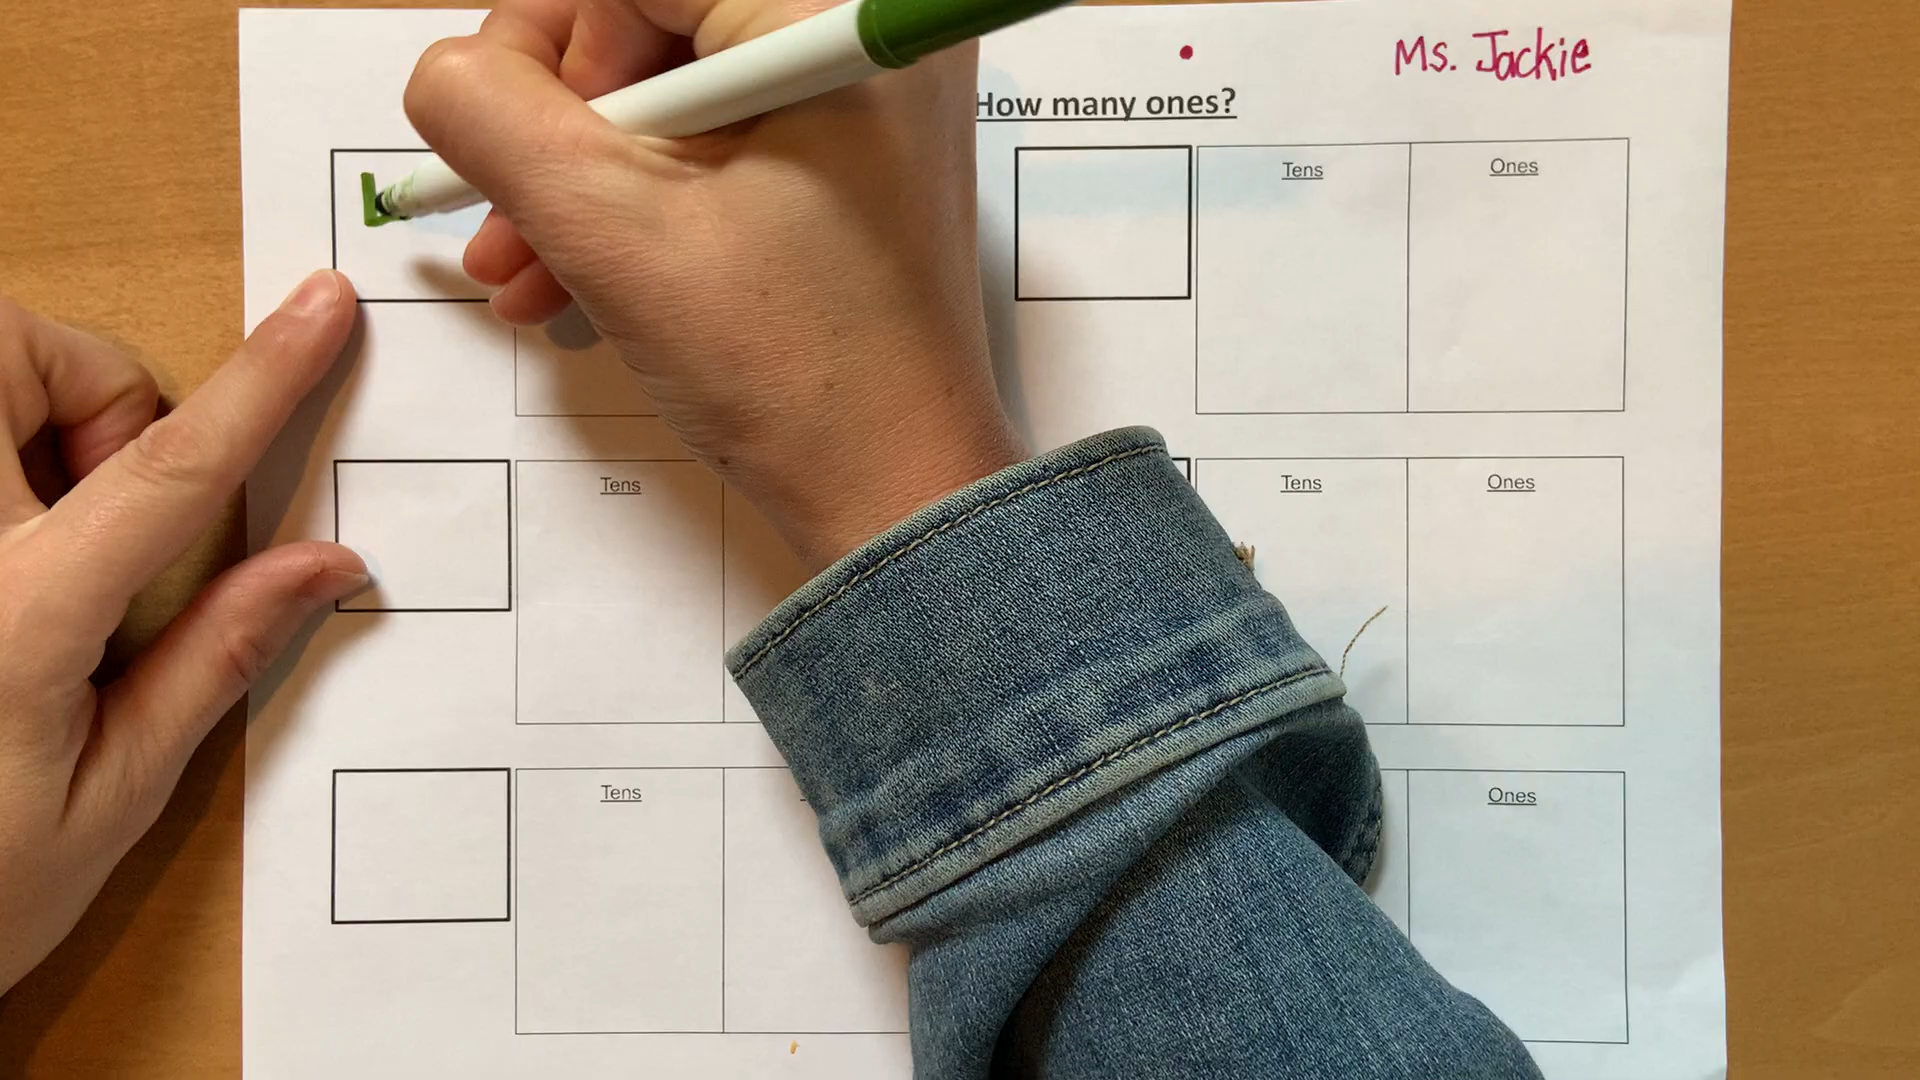 Ms. Jackie
How many ones?
Tens Ones
Tens Tens Ones
Tens Ones